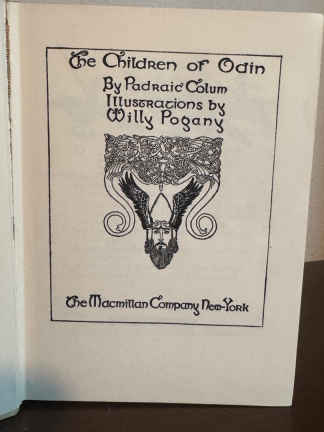 The Children of Odin
By Padraic Colum
Illustrations by
Willy Pogany
The Macmillan Company New-York